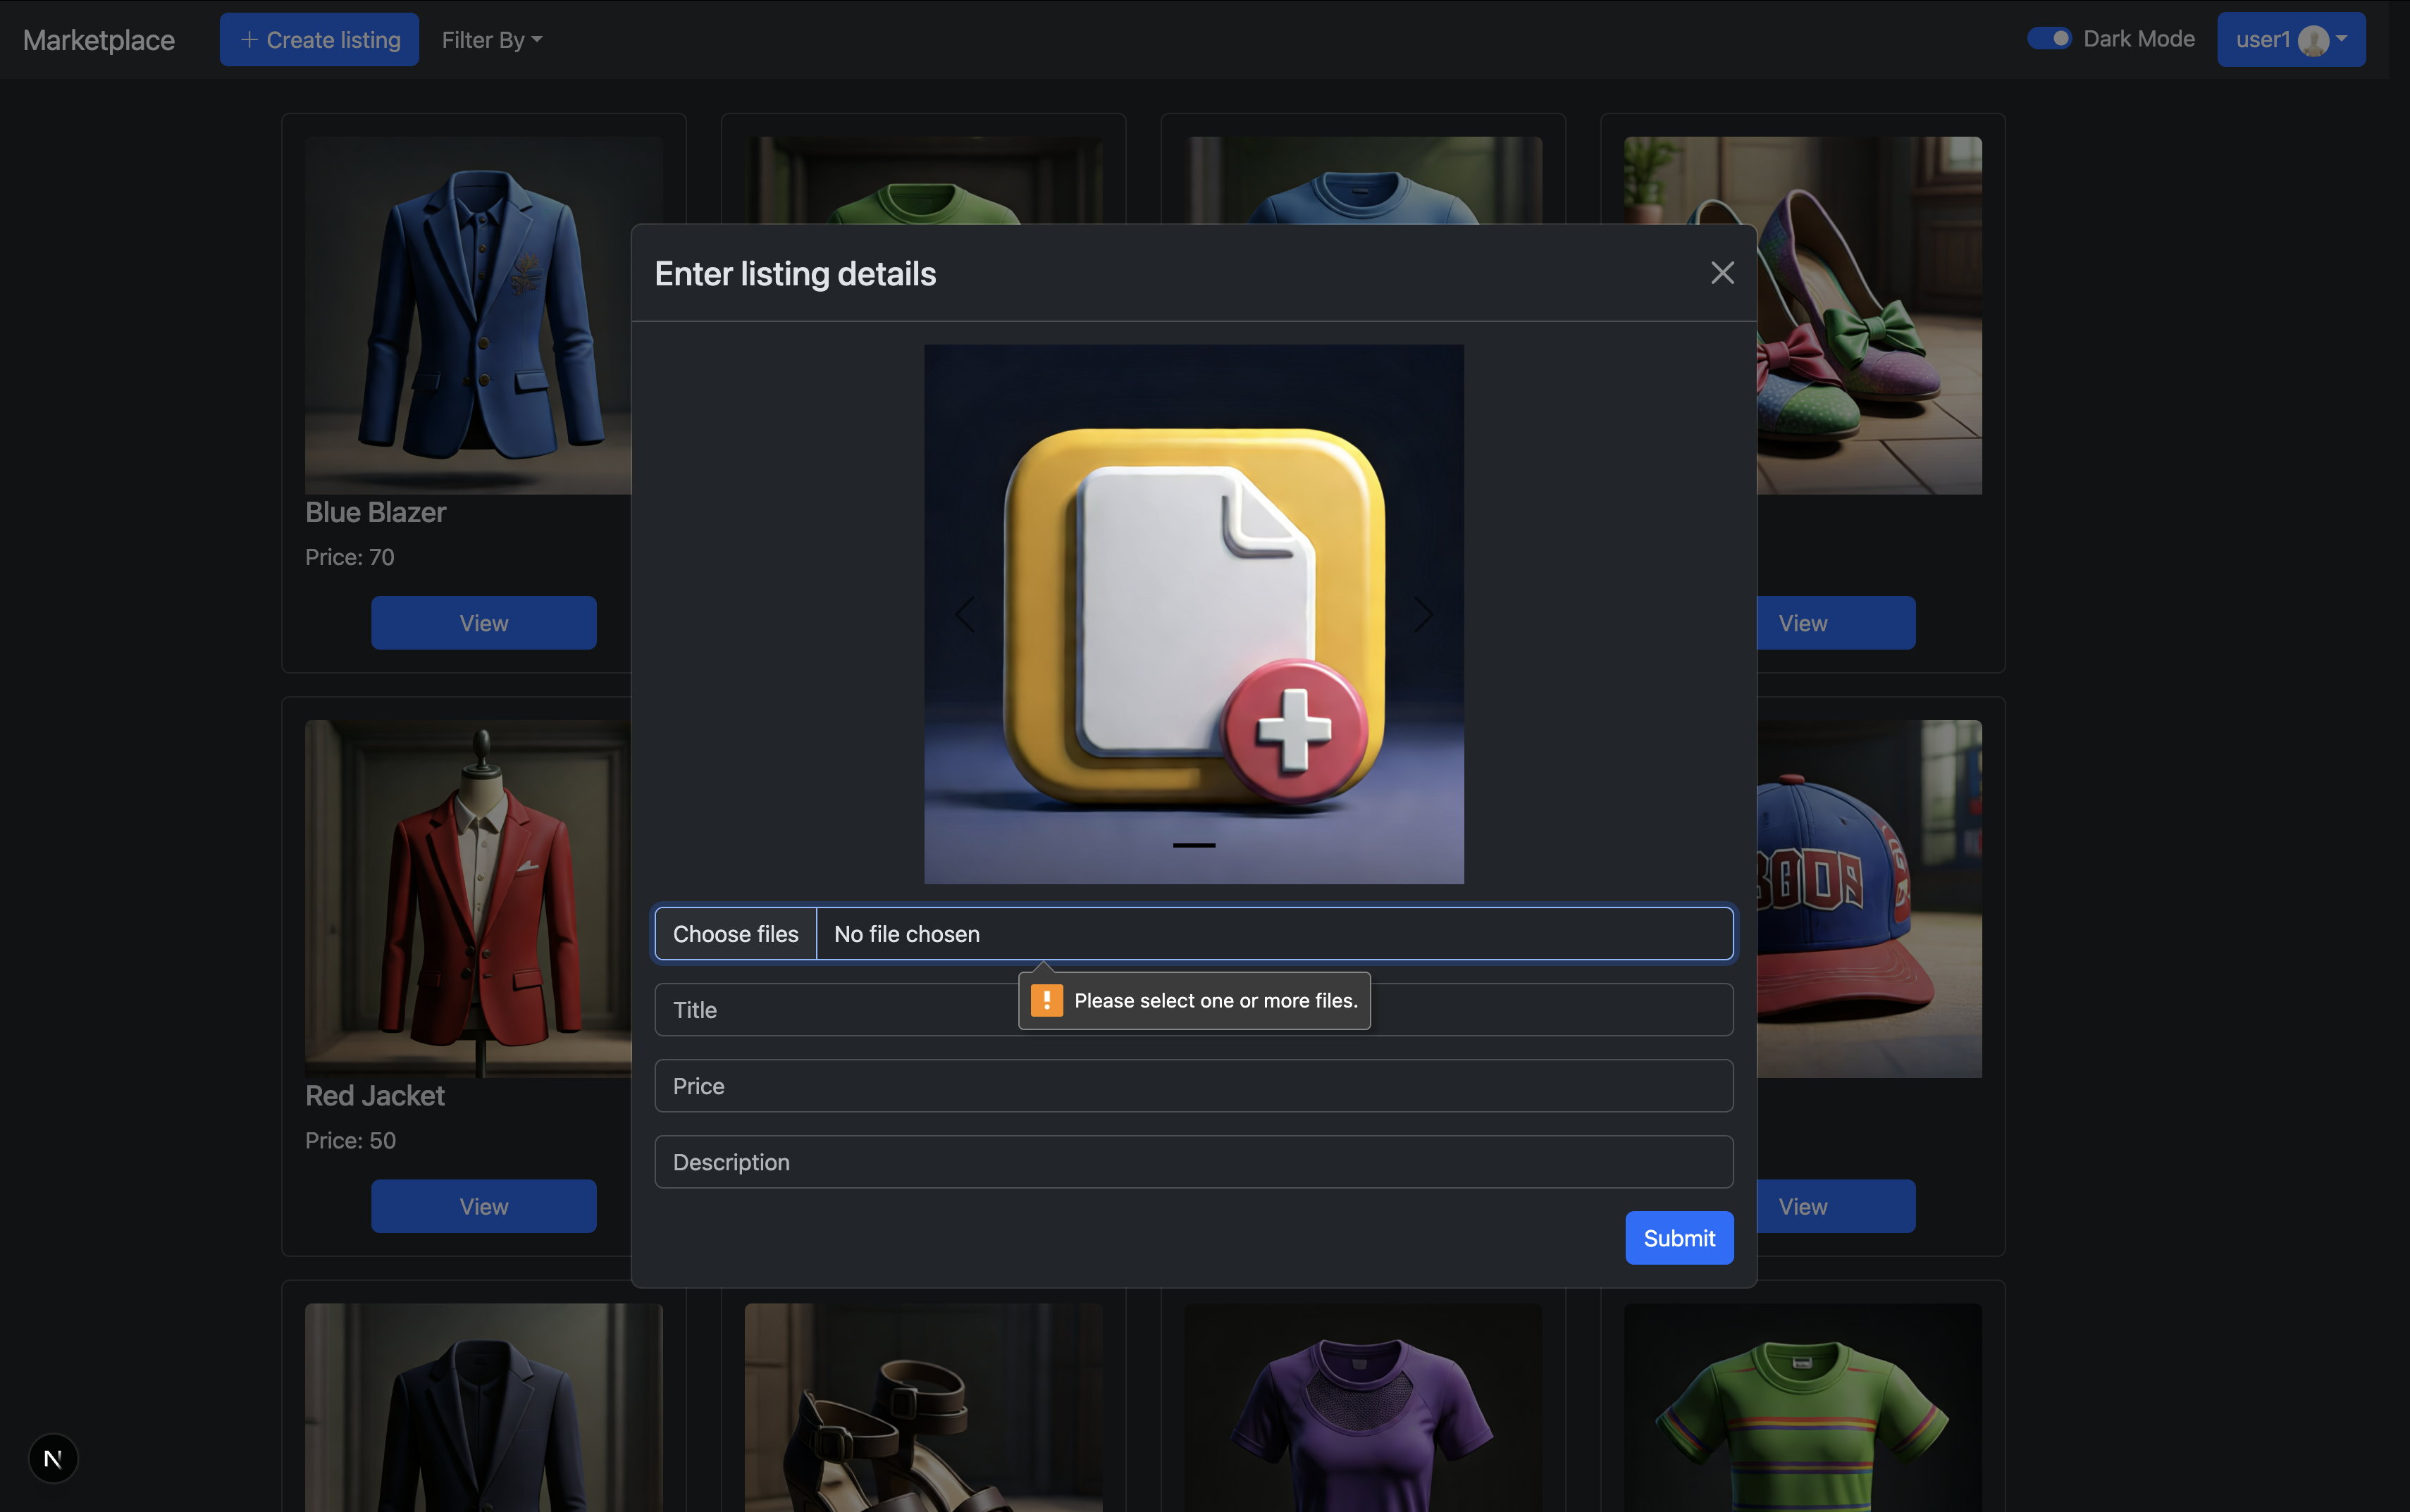 Marketplace
+ Create listing
Filter By
Dark Mode
user1
Enter listing details
Blue Blazer
Price: 70
View
View
Choose files
No file chosen
Please select one or more files.
Title
Price
Description
Red Jacket
Price: 50
View
View
Submit
N